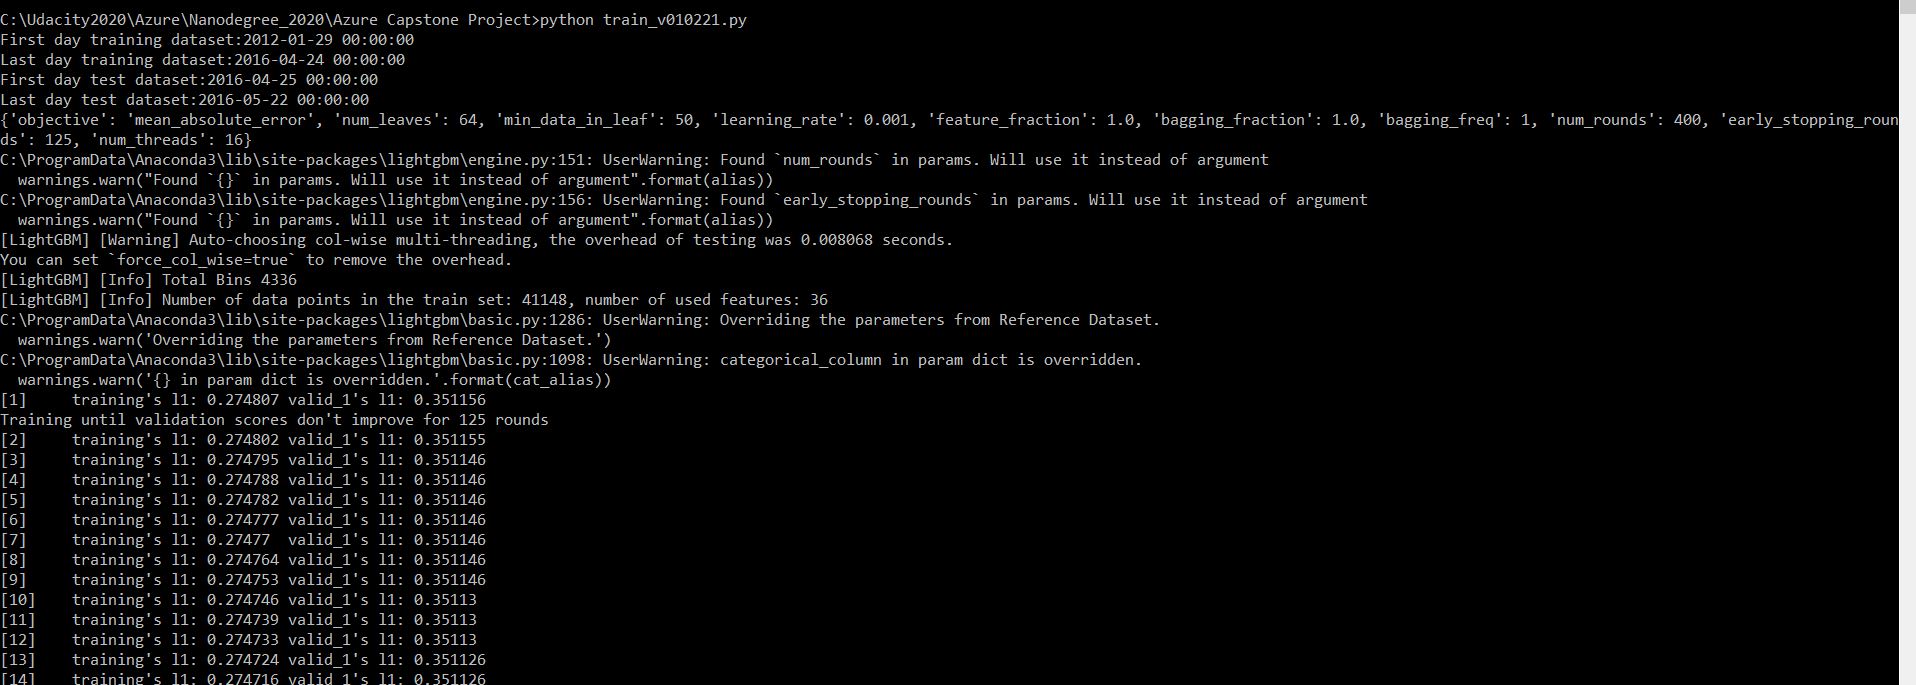 C:\Udacity2020\Azure\Nanodegree_2020\Azure Capstone Project>python train_v010221.py
First day training dataset:2012-01-29 00:00:00
Last day training dataset:2016-04-24 00:00:00
First day test dataset:2016-04-25 00:00:00
Last day test dataset:2016-05-22 00:00:00
{'objective': 'mean_absolute_error', 'num_leaves': 64, 'min_data_in_leaf': 50, 'learning_rate': 0.001, 'feature_fraction': 1.0, 'bagging_fraction': 1.0, 'bagging_freq': 1, 'num_rounds': 400, 'early_stopping_roun
ds': 125, 'num_threads': 16}
C:\ProgramData\Anaconda3\lib\site-packages\lightgbm\engine.py:151: UserWarning: Found `num_rounds` in params. Will use it instead of argument
  warnings.warn("Found `{}` in params. Will use it instead of argument".format(alias))
C:\ProgramData\Anaconda3\lib\site-packages\lightgbm\engine.py:156: UserWarning: Found `early_stopping_rounds` in params. Will use it instead of argument
  warnings.warn("Found `{}` in params. Will use it instead of argument".format(alias))
[LightGBM] [Warning] Auto-choosing col-wise multi-threading, the overhead of testing was 0.008068 seconds.
You can set `force_col_wise=true` to remove the overhead.
[LightGBM] [Info] Total Bins 4336
[LightGBM] [Info] Number of data points in the train set: 41148, number of used features: 36
C:\ProgramData\Anaconda3\lib\site-packages\lightgbm\basic.py:1286: UserWarning: Overriding the parameters from Reference Dataset.
  warnings.warn('Overriding the parameters from Reference Dataset.')
C:\ProgramData\Anaconda3\lib\site-packages\lightgbm\basic.py:1098: UserWarning: categorical_column in param dict is overridden.
  warnings.warn('{} in param dict is overridden.'.format(cat_alias))
[1]     training's l1: 0.274807 valid_1's l1: 0.351156
Training until validation scores don't improve for 125 rounds
[2]     training's l1: 0.274802 valid_1's l1: 0.351155
[3]     training's l1: 0.274795 valid_1's l1: 0.351146
[4]     training's l1: 0.274788 valid_1's l1: 0.351146
[5]     training's l1: 0.274782 valid_1's l1: 0.351146
[6]     training's l1: 0.274777 valid_1's l1: 0.351146
[7]     training's l1: 0.27477  valid_1's l1: 0.351146
[8]     training's l1: 0.274764 valid_1's l1: 0.351146
[9]     training's l1: 0.274753 valid_1's l1: 0.351146
[10]    training's l1: 0.274746 valid_1's l1: 0.35113
[11]    training's l1: 0.274739 valid_1's l1: 0.35113
[12]    training's l1: 0.274733 valid_1's l1: 0.35113
[13]    training's l1: 0.274724 valid_1's l1: 0.351126
[14]    training's l1: 0.274716 valid_1's l1: 0.351126